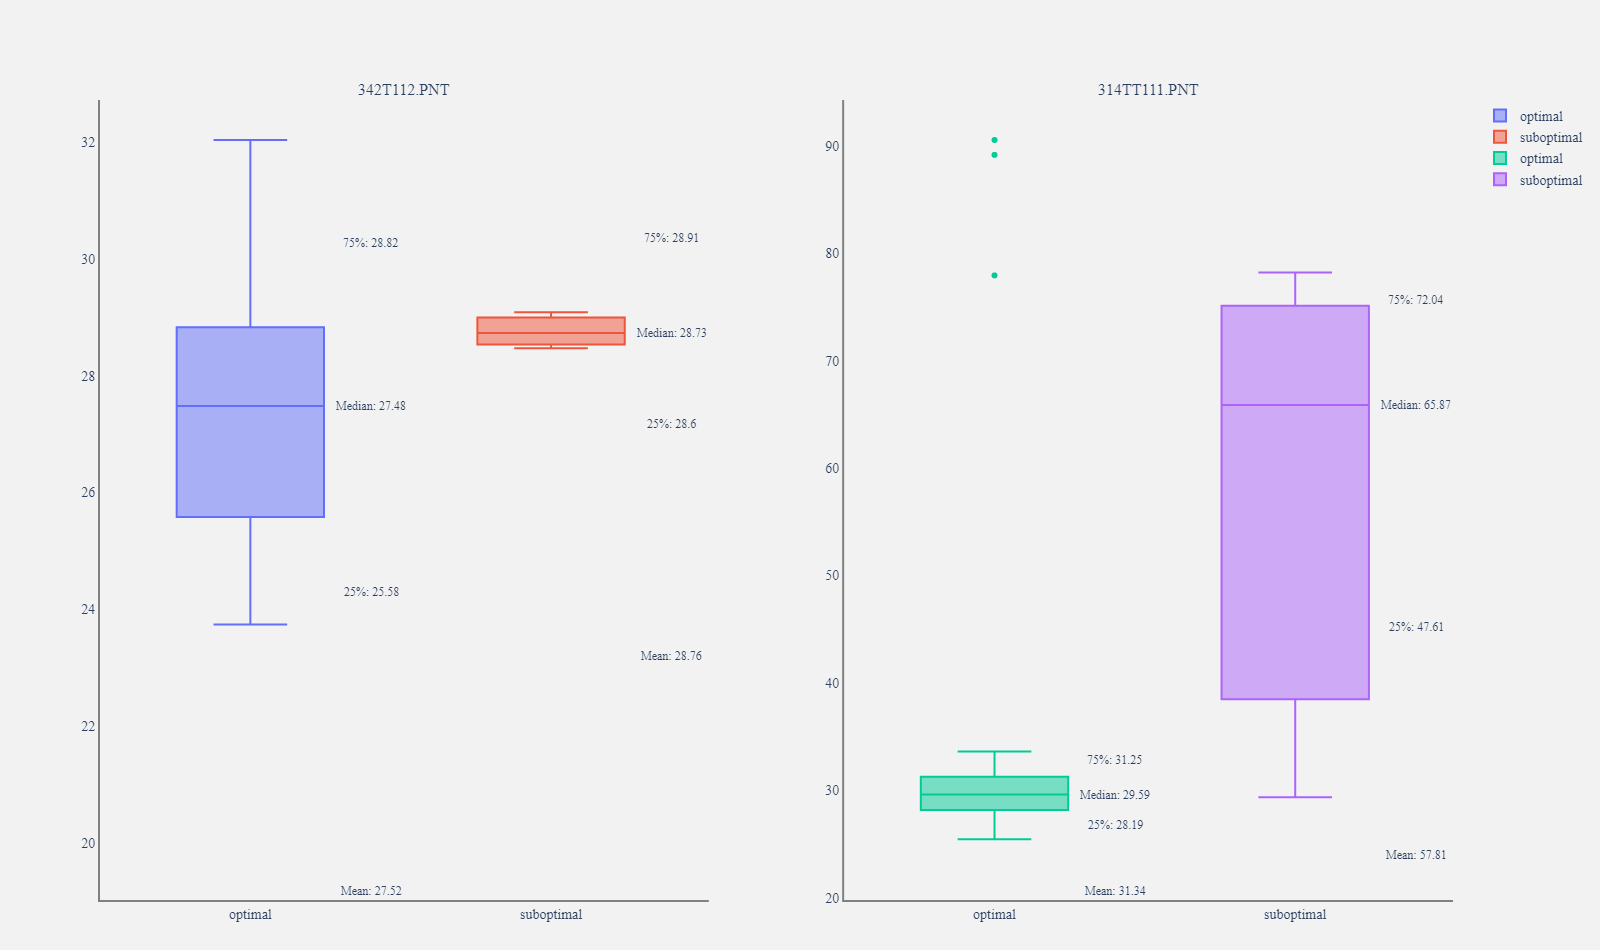 342T112.PNT
32
30
28
26
24
22
20
75%: 28.82
Median: 27.48
25%: 25.58
Mean: 27.52
75%: 28.91
Median: 28.73
25%: 28.6
Mean: 28.76
optimal
suboptimal
314TT111.PNT
90
80
70
60
50
40
30
20
75%: 31.25
Median: 29.59
25%: 28.19
Mean: 31.34
75%: 72.04
Median: 65.87
25%: 47.61
Mean: 57.81
optimal
suboptimal
optimal
suboptimal
optimal
suboptimal